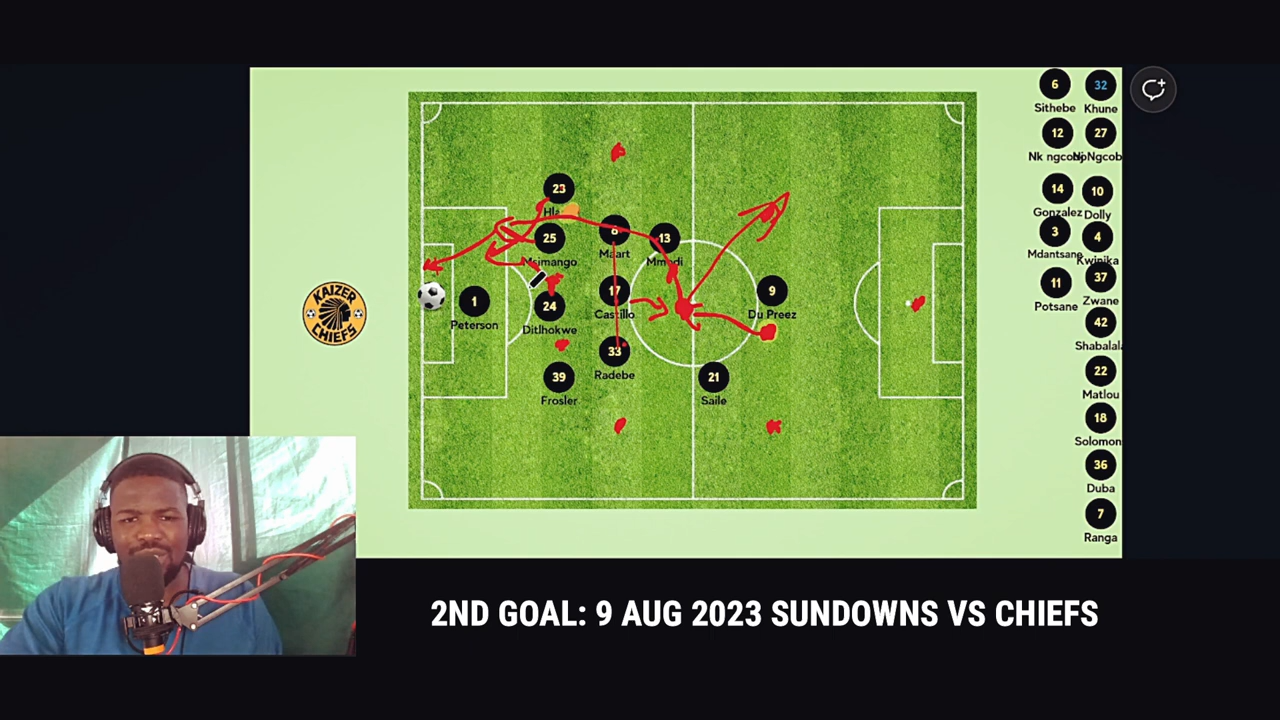 KAIZER
CHIEFS
23
25
8
Maart
13
17
Castillo
1
Peterson
24
Ditlhokwe
9
Du Preez
33
Radebe
39
Frosler
21
Saile
6
Sithebe
32
Khune
12
27
14
Gonzalez
10
Dolly
3
Mdantsane
4
Kwinika
11
Potsane
37
Zwane
42
Shabalala
22
Matlou
18
Solomon
36
Duba
7
Ranga
2ND GOAL: 9 AUG 2023 SUNDOWNS VS CHIEFS